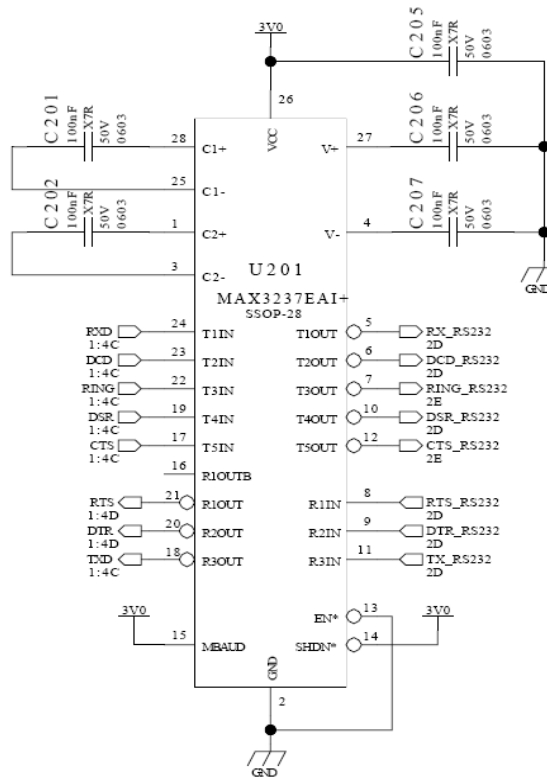 3V0
C205
100nF
X7R
50V
0603
26
C201
100nF
X7R
50V
0603
C206
100nF
X7R
50V
0603
28
C1+
VCC
V+
27
25
C1-
C202
100nF
X7R
50V
0603
C207
100nF
X7R
50V
0603
1
C2+
V-
4
3
C2-
U201
MAX3237EAI+
SSOP-28
GND
RXD
1:4C
24
T1IN
T1OUT
5
RX_RS232
2D
DCD
1:4C
23
T2IN
T2OUT
6
DCD_RS232
2D
RING
1:4C
22
T3IN
T3OUT
7
RING_RS232
2E
DSR
1:4C
19
T4IN
T4OUT
10
DSR_RS232
2D
CTS
1:4C
17
T5IN
T5OUT
12
CTS_RS232
2E
16
R1OUTB
RTS
1:4D
21
R1OUT
R1IN
8
RTS_RS232
2D
DTR
1:4D
20
R2OUT
R2IN
9
DTR_RS232
2D
TXD
1:4C
18
R3OUT
R3IN
11
TX_RS232
2D
3V0
EN*
13
3V0
15
MBAUD
SHDN*
14
GND
2
GND